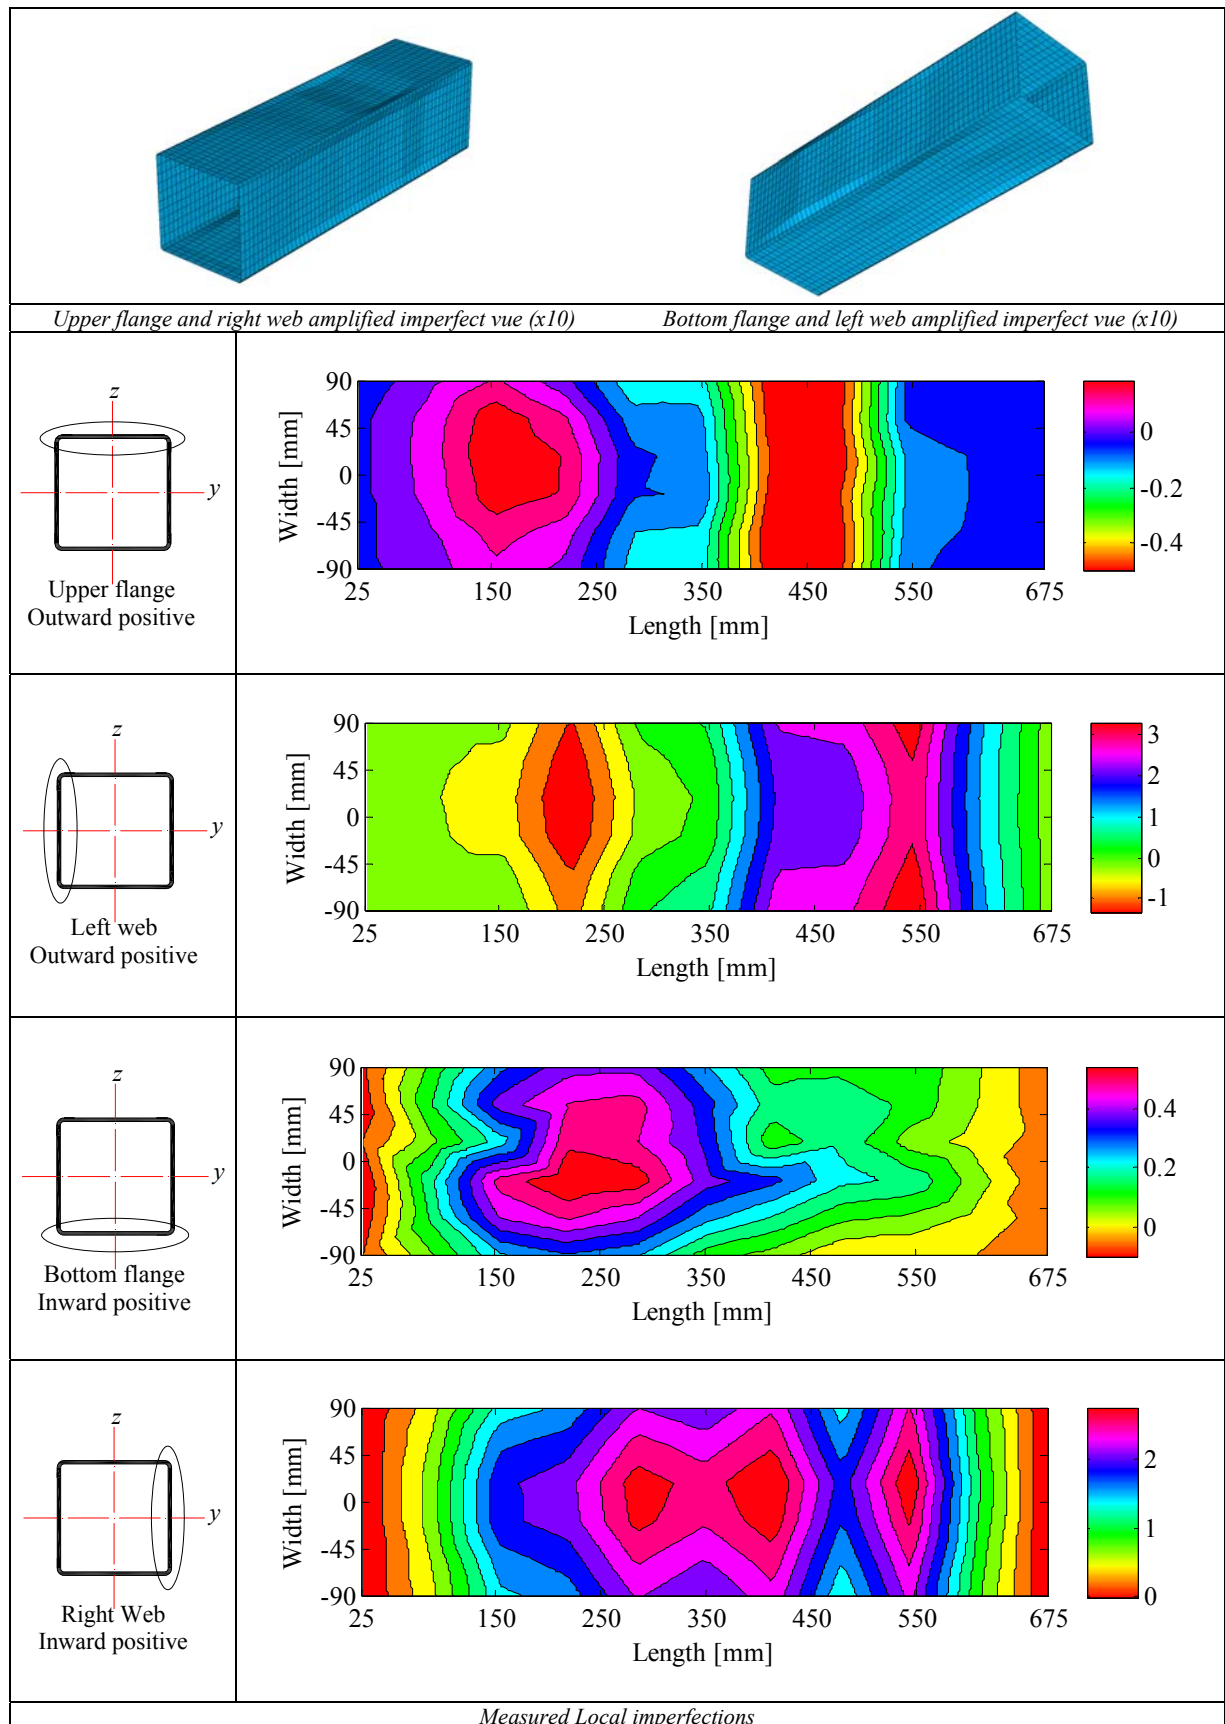 Upper flange and right web amplified imperfect vue (x10) Bottom flange and left web amplified imperfect vue (x10)
z
y
Upper flange
Outward positive
Width [mm]
90
45
0
-45
-90
25 150 250 350 450 550 675
Length [mm]
0
-0.2
-0.4
z
y
Left web
Outward positive
Width [mm]
90
45
0
-45
-90
25 150 250 350 450 550 675
Length [mm]
3
2
1
0
-1
z
y
Bottom flange
Inward positive
Width [mm]
90
45
0
-45
-90
25 150 250 350 450 550 675
Length [mm]
0.4
0.2
0
z
y
Right Web
Inward positive
Width [mm]
90
45
0
-45
-90
25 150 250 350 450 550 675
Length [mm]
2
1
0
Measured Local imperfections